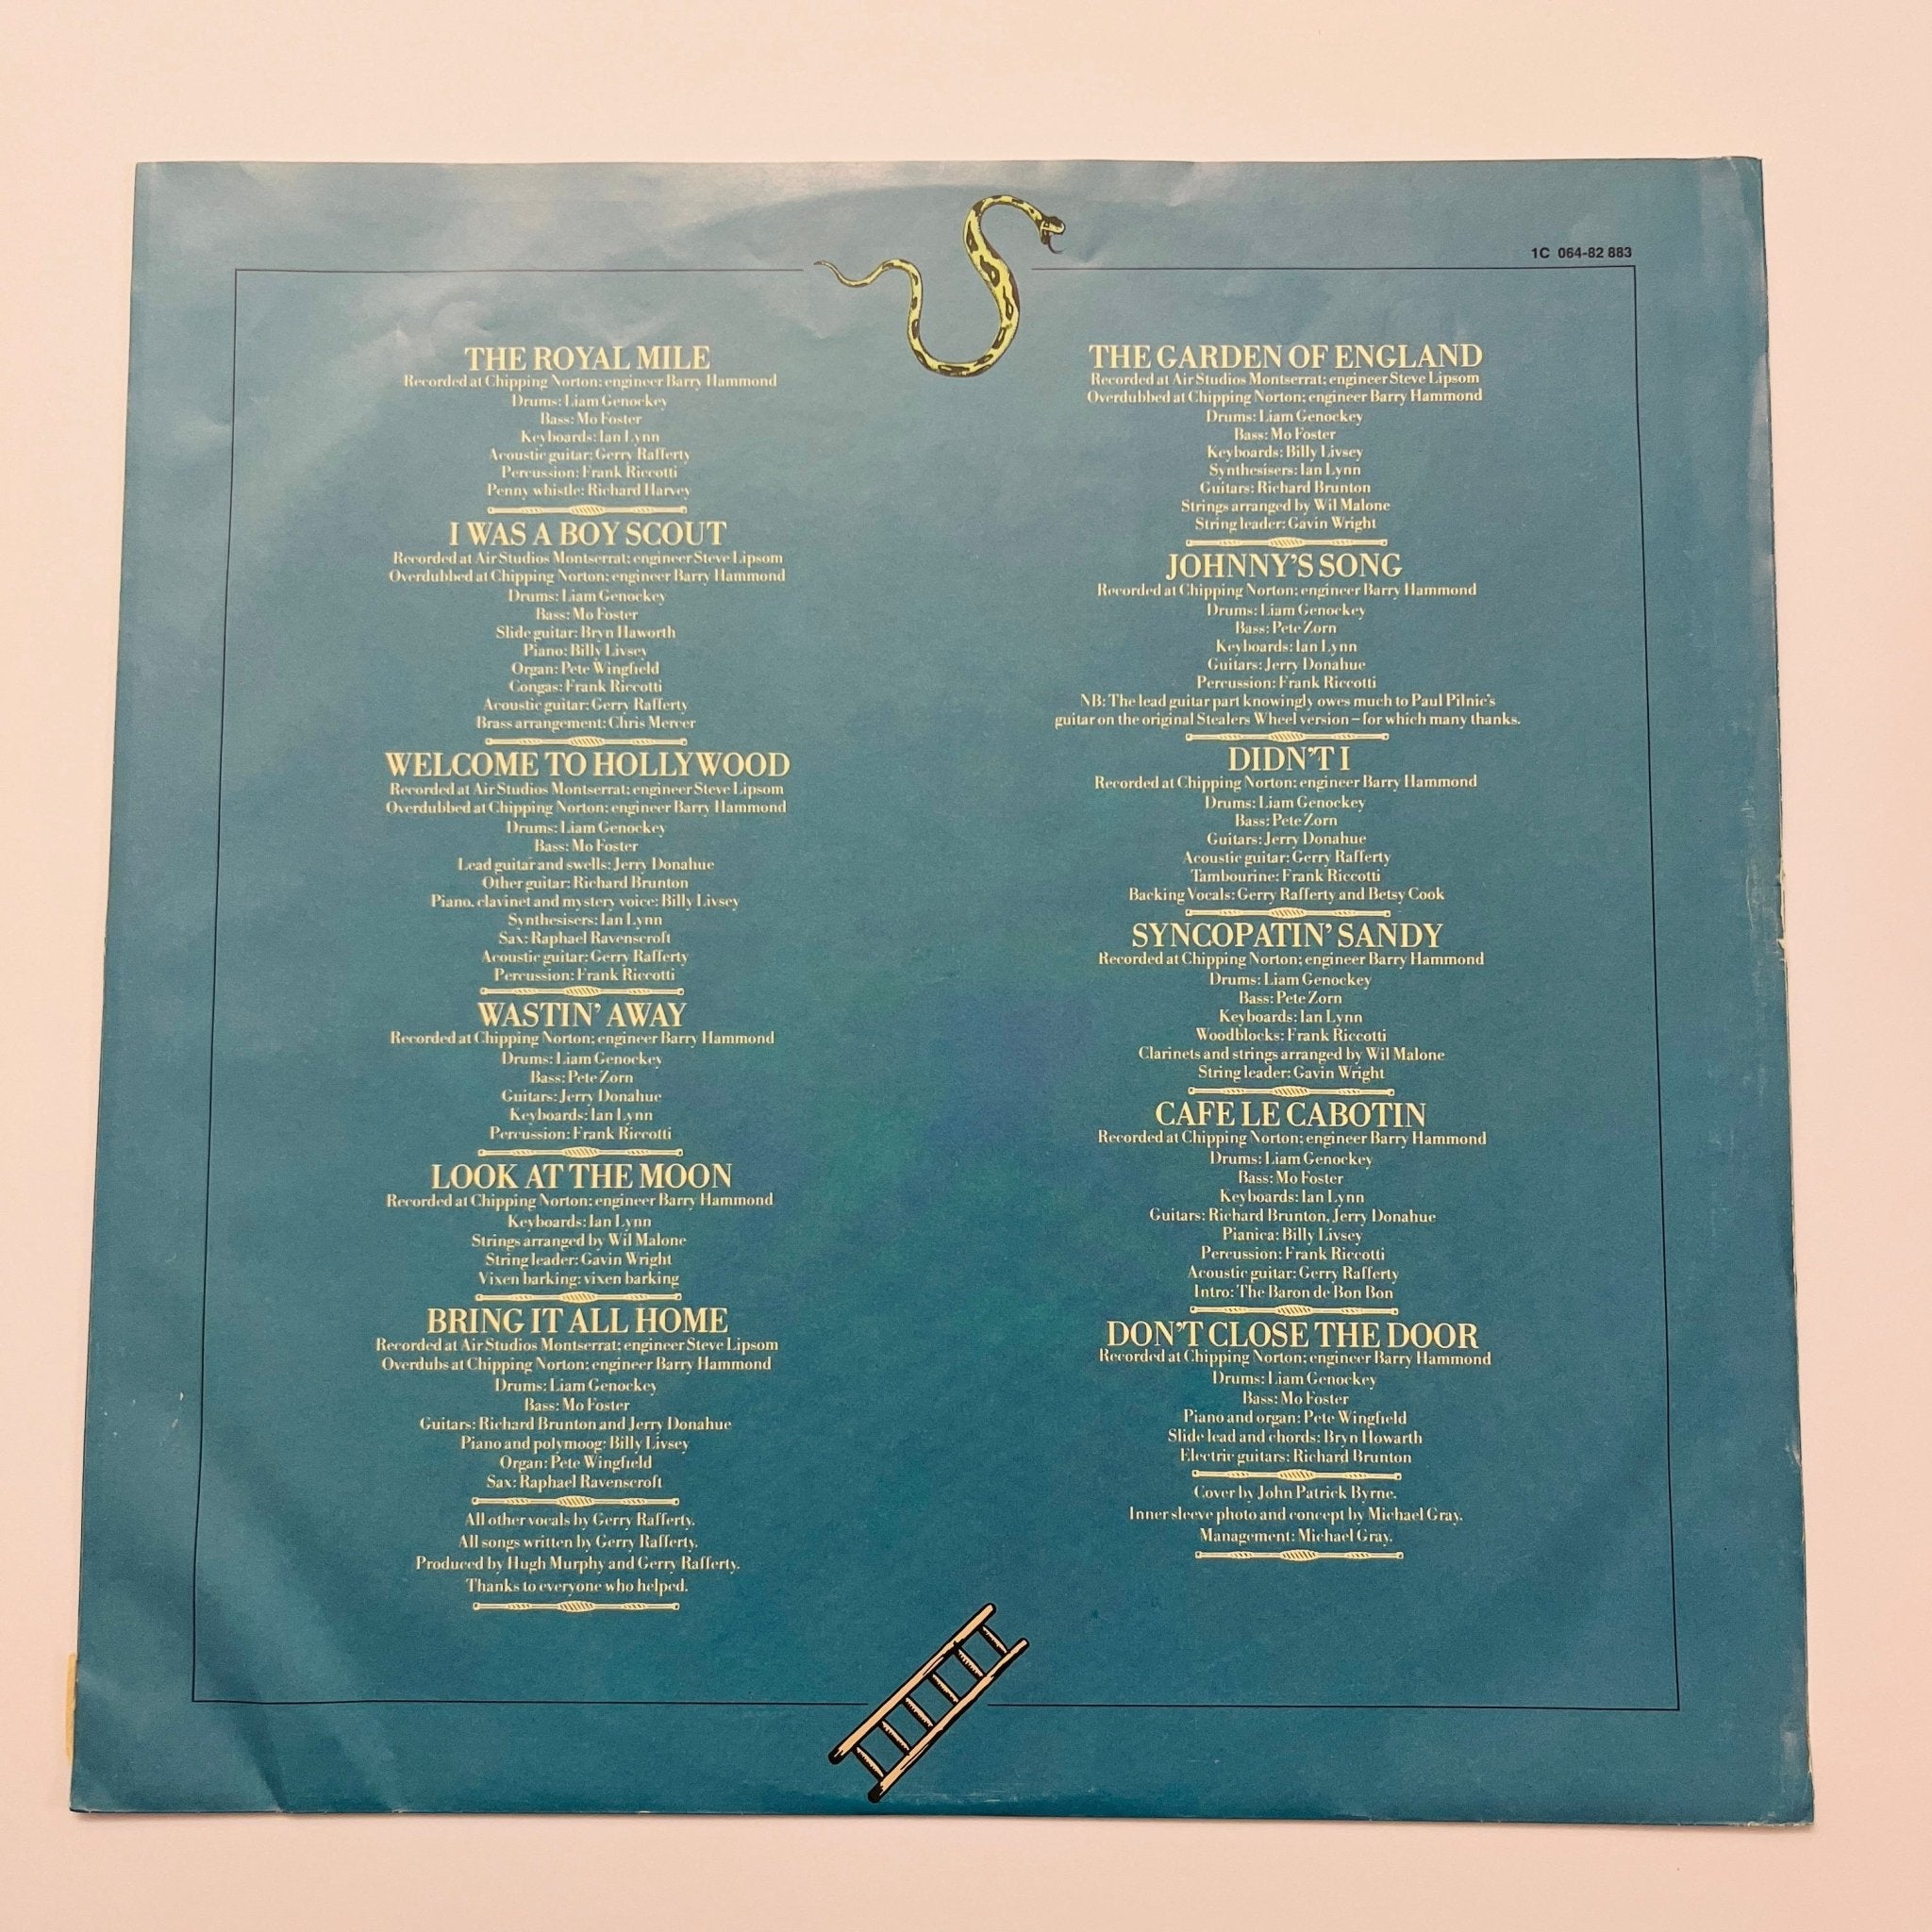 1C 064-82 883
THE ROYAL MILE
Recorded at Chipping Norton; engineer Barry Hammond
Drums: Liam Genockey
Bass: Mo Foster
Keyboards: Ian Lynn
Acoustic guitar: Gerry Rafferty
Percussion: Frank Riccotti
Penny whistle: Richard Harvey
I WAS A BOY SCOUT
Recorded at Air Studios Montserrat; engineer Steve Lipsom
Overdubbed at Chipping Norton; engineer Barry Hammond
Drums: Liam Genockey
Bass: Mo Foster
Slide guitar: Bryn Haworth
Piano: Billy Livsey
Organ: Pete Wingfield
Congas: Frank Riccotti
Acoustic guitar: Gerry Rafferty
Brass arrangement: Chris Mercer
WELCOME TO HOLLYWOOD
Recorded at Air Studios Montserrat; engineer Steve Lipsom
Overdubbed at Chipping Norton; engineer Barry Hammond
Drums: Liam Genockey
Bass: Mo Foster
Lead guitar and swells: Jerry Donahue
Other guitar: Richard Brunton
Piano, clavinet and mystery voice: Billy Livsey
Synthesisers: Ian Lynn
Sax: Raphael Ravenscroft
Acoustic guitar: Gerry Rafferty
Percussion: Frank Riccotti
WASTIN' AWAY
Recorded at Chipping Norton; engineer Barry Hammond
Drums: Liam Genockey
Bass: Pete Zorn
Guitars: Jerry Donahue
Keyboards: Ian Lynn
Percussion: Frank Riccotti
LOOK AT THE MOON
Recorded at Chipping Norton; engineer Barry Hammond
Keyboards: Ian Lynn
Strings arranged by Wil Malone
String leader: Gavin Wright
Vixen barking: vixen barking
BRING IT ALL HOME
Recorded at Air Studios Montserrat; engineer Steve Lipsom
Overdubs at Chipping Norton; engineer Barry Hammond
Drums: Liam Genockey
Bass: Mo Foster
Guitars: Richard Brunton and Jerry Donahue
Piano and polymoog: Billy Livsey
Organ: Pete Wingfield
Sax: Raphael Ravenscroft
All other vocals by Gerry Rafferty.
All songs written by Gerry Rafferty.
Produced by Hugh Murphy and Gerry Rafferty.
Thanks to everyone who helped.
THE GARDEN OF ENGLAND
Recorded at Air Studios Montserrat; engineer Steve Lipsom
Overdubbed at Chipping Norton; engineer Barry Hammond
Drums: Liam Genockey
Bass: Mo Foster
Keyboards: Billy Livsey
Synthesisers: Ian Lynn
Guitars: Richard Brunton
Strings arranged by Wil Malone
String leader: Gavin Wright
JOHNNY'S SONG
Recorded at Chipping Norton; engineer Barry Hammond
Drums: Liam Genockey
Bass: Pete Zorn
Keyboards: Ian Lynn
Guitars: Jerry Donahue
Percussion: Frank Riccotti
NB: The lead guitar part knowingly owes much to Paul Pilnic's
guitar on the original Stealers Wheel version – for which many thanks.
DIDN'T I
Recorded at Chipping Norton; engineer Barry Hammond
Drums: Liam Genockey
Bass: Pete Zorn
Guitars: Jerry Donahue
Acoustic guitar: Gerry Rafferty
Tambourine: Frank Riccotti
Backing Vocals: Gerry Rafferty and Betsy Cook
SYNCOPATIN' SANDY
Recorded at Chipping Norton; engineer Barry Hammond
Drums: Liam Genockey
Bass: Pete Zorn
Keyboards: Ian Lynn
Woodblocks: Frank Riccotti
Clarinets and strings arranged by Wil Malone
String leader: Gavin Wright
CAFE LE CABOTIN
Recorded at Chipping Norton; engineer Barry Hammond
Drums: Liam Genockey
Bass: Mo Foster
Keyboards: Ian Lynn
Guitars: Richard Brunton, Jerry Donahue
Pianica: Billy Livsey
Percussion: Frank Riccotti
Acoustic guitar: Gerry Rafferty
Intro: The Baron de Bon Bon
DON'T CLOSE THE DOOR
Recorded at Chipping Norton; engineer Barry Hammond
Drums: Liam Genockey
Bass: Mo Foster
Piano and organ: Pete Wingfield
Slide lead and chords: Bryn Howarth
Electric guitars: Richard Brunton
Cover by John Patrick Byrne.
Inner sleeve photo and concept by Michael Gray.
Management: Michael Gray.